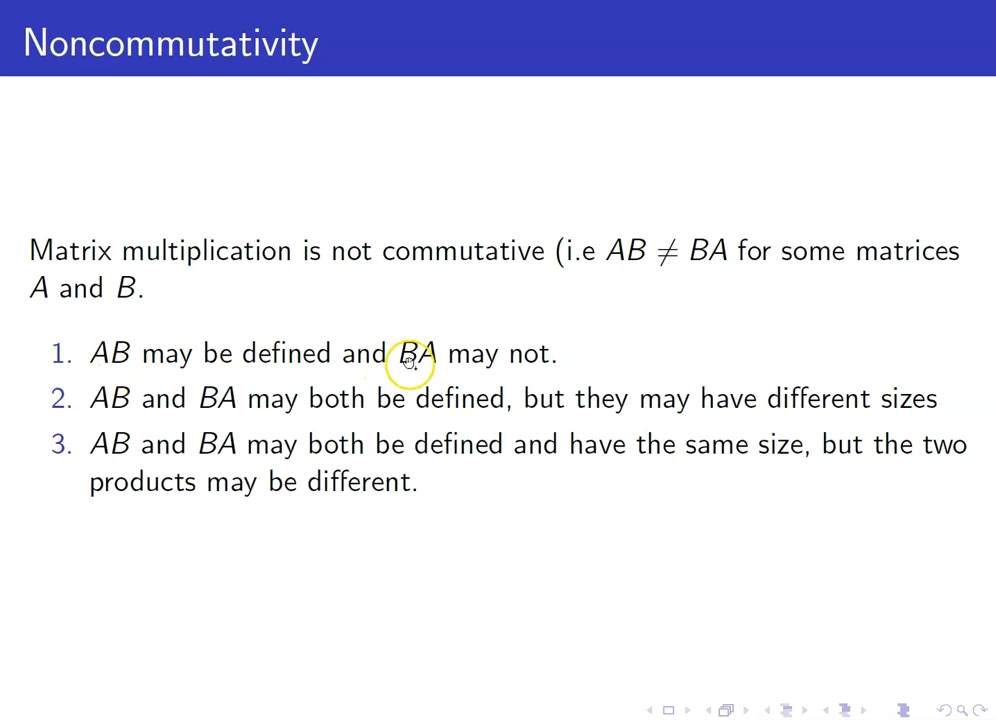 Noncommutativity
Matrix multiplication is not commutative (i.e AB ≠ BA for some matrices
A and B.
1. AB may be defined and BA may not.
2. AB and BA may both be defined, but they may have different sizes
3. AB and BA may both be defined and have the same size, but the two
products may be different.